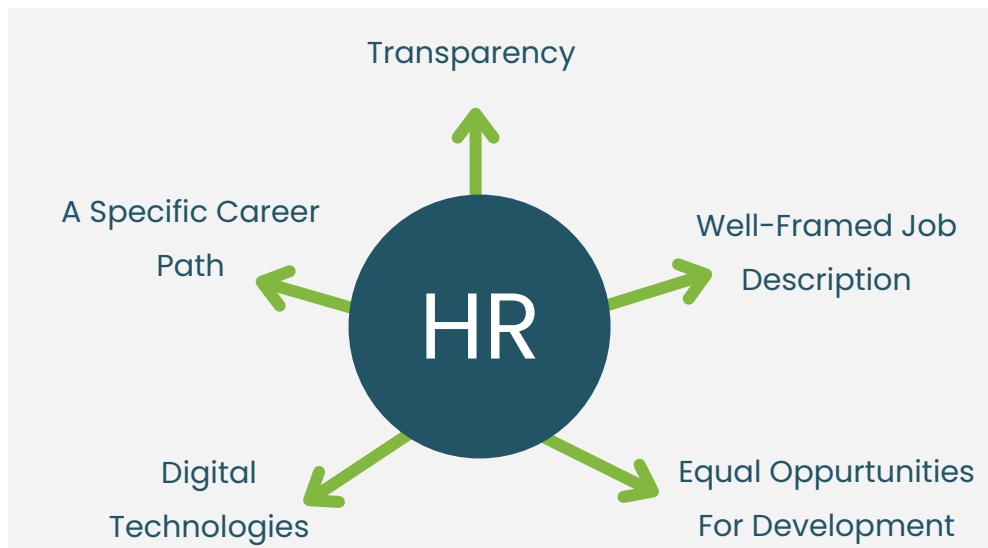 Transparency
A Specific Career
Path
Well-Framed Job
Description
HR
Digital
Technologies
Equal Oppurtunities
For Development